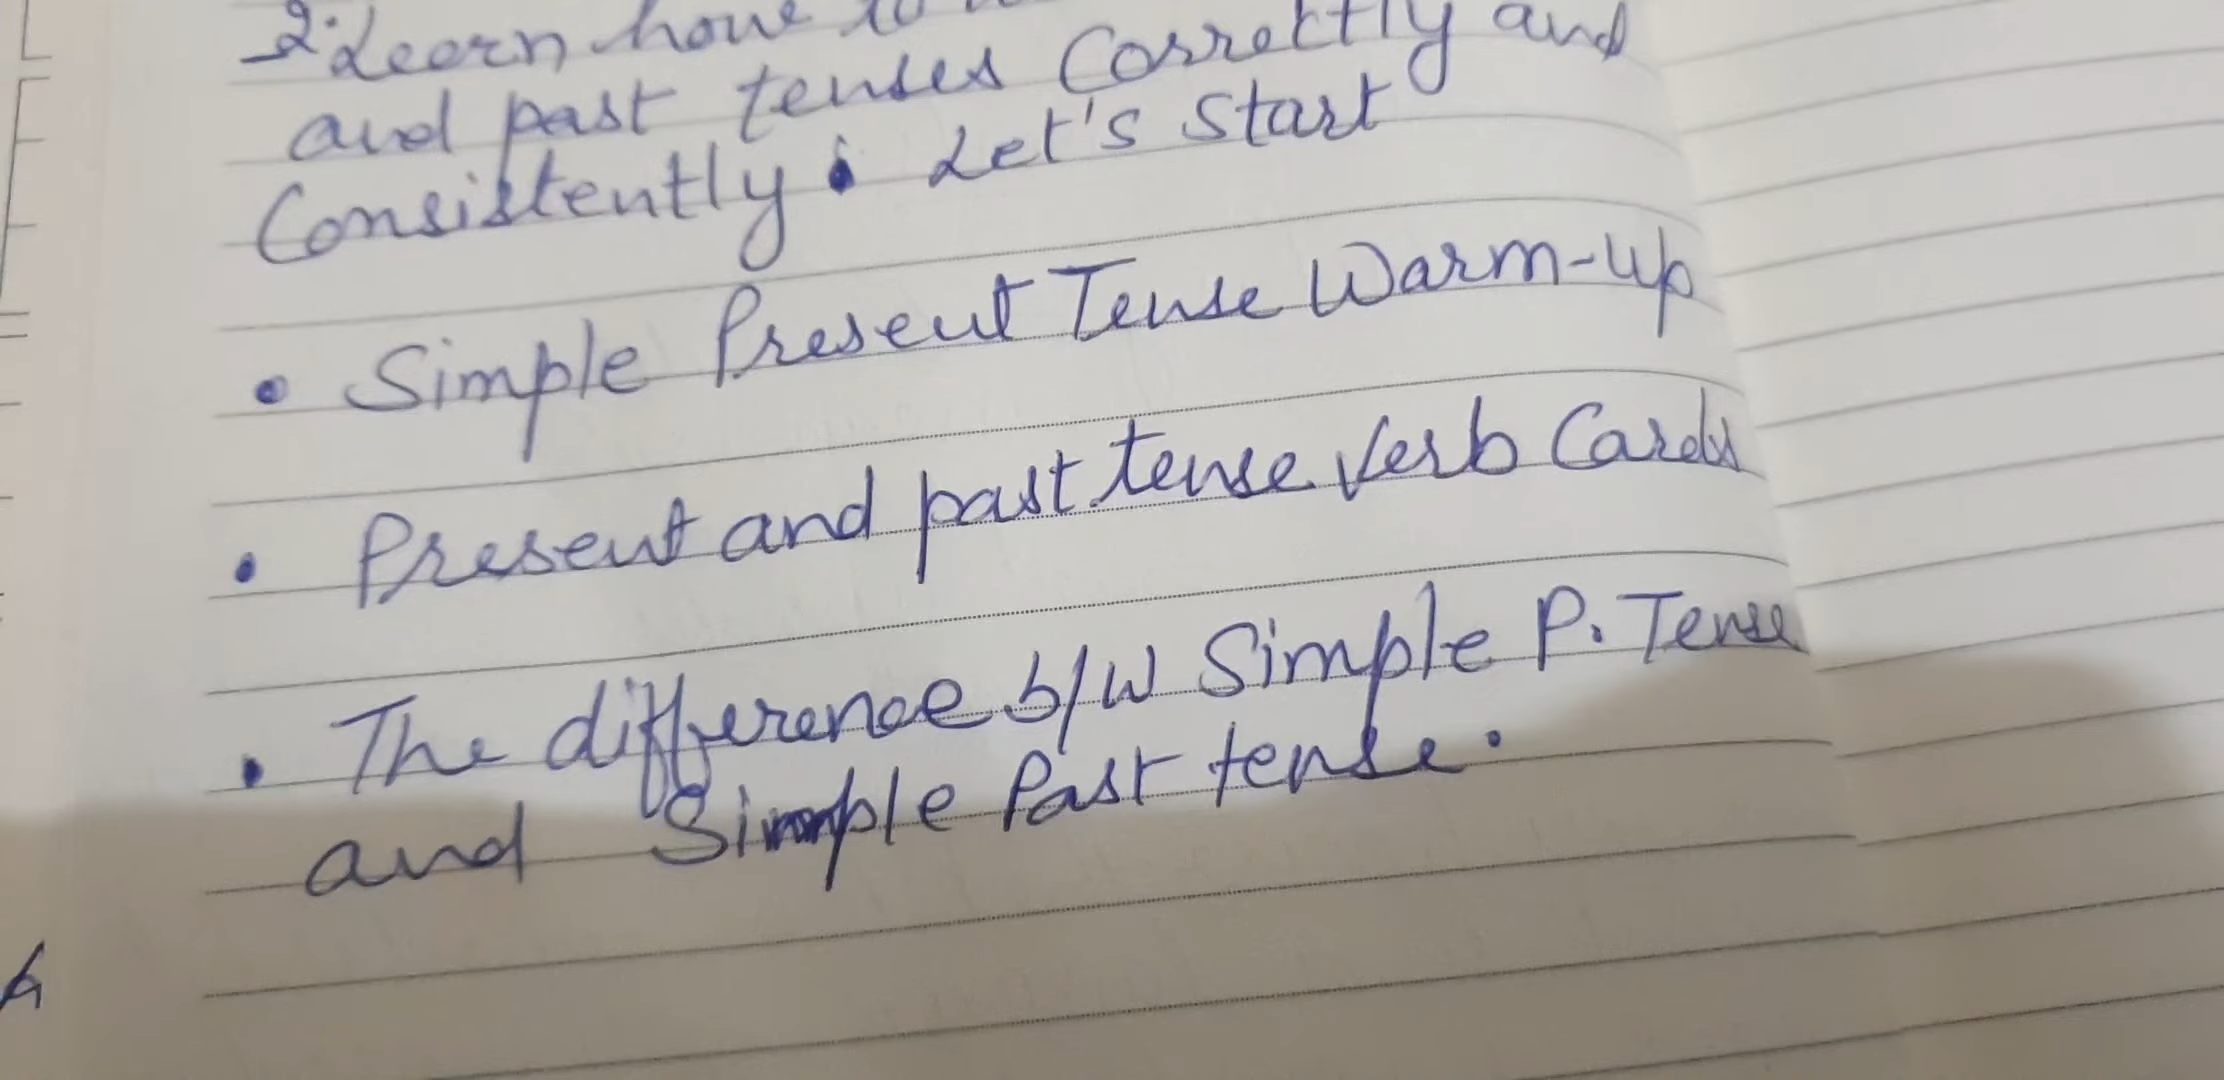 2. Learn how to
and past tenses Correctly and
Consistently. Let's start
• Simple Present Tense Warm-up
• Present and past tense Verb Cards
• The difference b/w Simple P. Tense
and Simple Past tense.